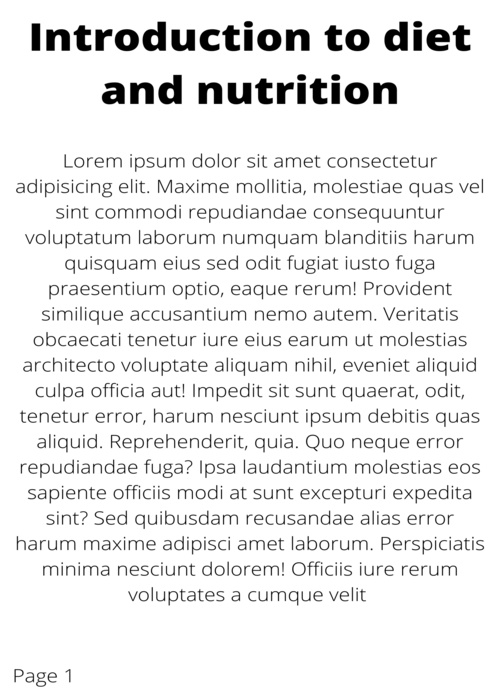 Introduction to diet
and nutrition
Lorem ipsum dolor sit amet consectetur
adipisicing elit. Maxime mollitia, molestiae quas vel
sint commodi repudiandae consequuntur
voluptatum laborum numquam blanditiis harum
quisquam eius sed odit fugiat iusto fuga
praesentium optio, eaque rerum! Provident
similique accusantium nemo autem. Veritatis
obcaecati tenetur iure eius earum ut molestias
architecto voluptate aliquam nihil, eveniet aliquid
culpa officia aut! Impedit sit sunt quaerat, odit,
tenetur error, harum nesciunt ipsum debitis quas
aliquid. Reprehenderit, quia. Quo neque error
repudiandae fuga? Ipsa laudantium molestias eos
sapiente officiis modi at sunt excepturi expedita
sint? Sed quibusdam recusandae alias error
harum maxime adipisci amet laborum. Perspiciatis
minima nesciunt dolorem! Officiis iure rerum
voluptates a cumque velit
Page 1